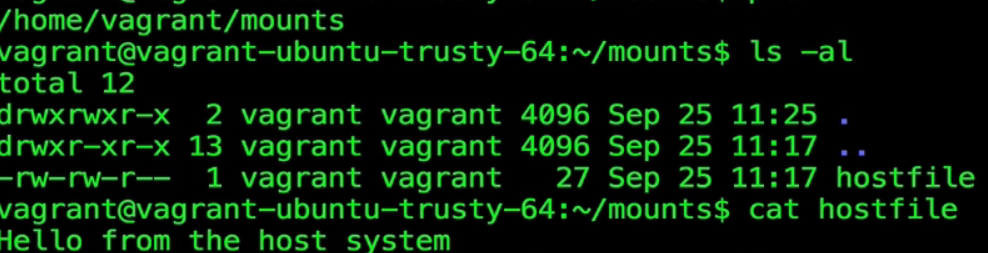 /home/vagrant/mounts
vagrant@vagrant-ubuntu-trusty-64:~/mounts$ ls -al
total 12
drwxrwxr-x  2 vagrant vagrant 4096 Sep 25 11:25 .
drwxr-xr-x 13 vagrant vagrant 4096 Sep 25 11:17 ..
-rw-rw-r--  1 vagrant vagrant   27 Sep 25 11:17 hostfile
vagrant@vagrant-ubuntu-trusty-64:~/mounts$ cat hostfile
Hello from the host system